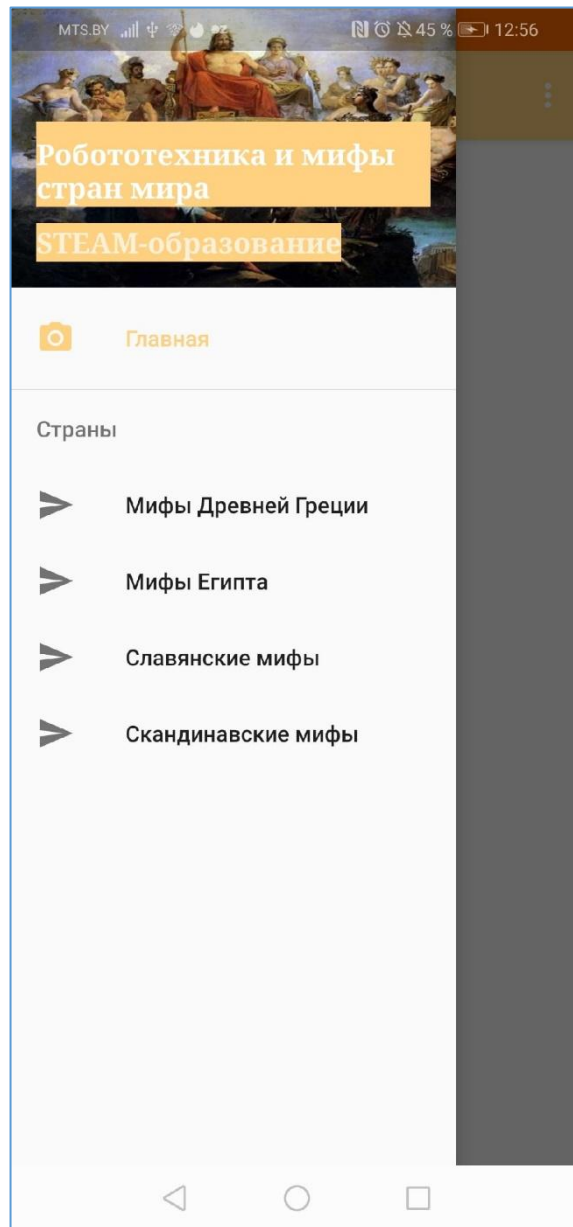 MTS.BY 45 % 12:56
Робототехника и мифы
стран мира
STEAM-образование
Главная
Страны
Мифы Древней Греции
Мифы Египта
Славянские мифы
Скандинавские мифы